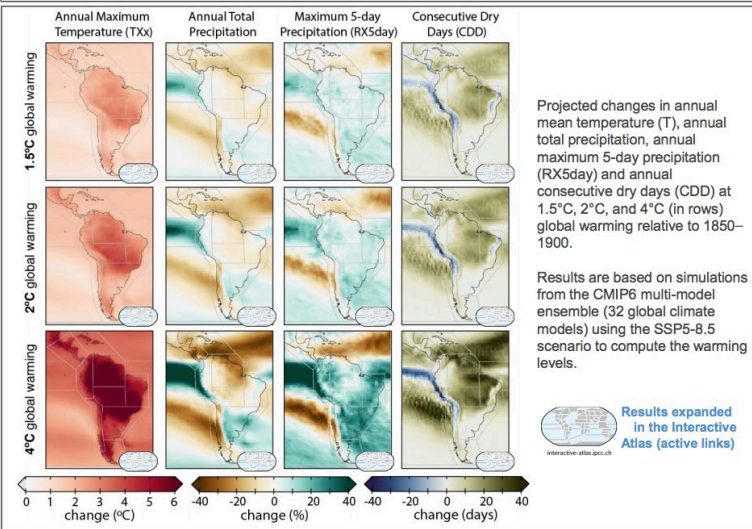 Annual Maximum
Temperature (TXx)
Annual Total
Precipitation
Maximum 5-day
Precipitation (RX5day)
Consecutive Dry
Days (CDD)
1.5ºC global warming
2ºC global warming
4ºC global warming
0 1 2 3 4 5 6
change (ºC)
-40 -20 0 20 40
change (%)
-40 -20 0 20 40
change (days)
Projected changes in annual
mean temperature (T), annual
total precipitation, annual
maximum 5-day precipitation
(RX5day) and annual
consecutive dry days (CDD) at
1.5°C, 2°C, and 4°C (in rows)
global warming relative to 1850–
1900.
Results are based on simulations
from the CMIP6 multi-model
ensemble (32 global climate
models) using the SSP5-8.5
scenario to compute the warming
levels.
interactive-atlas.ipcc.ch
Results expanded
in the Interactive
Atlas (active links)